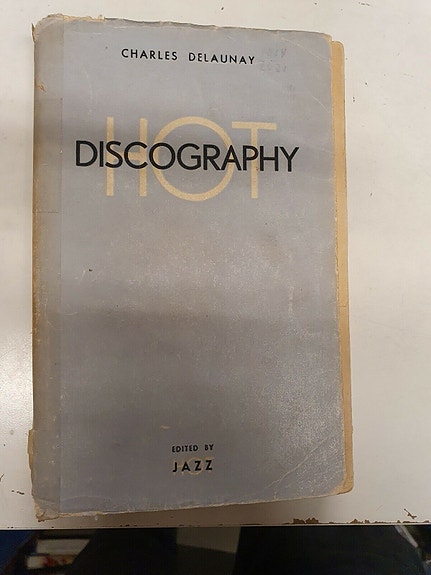 CHARLES DELAUNAY
HOT
DISCOGRAPHY
EDITED BY
JAZZ